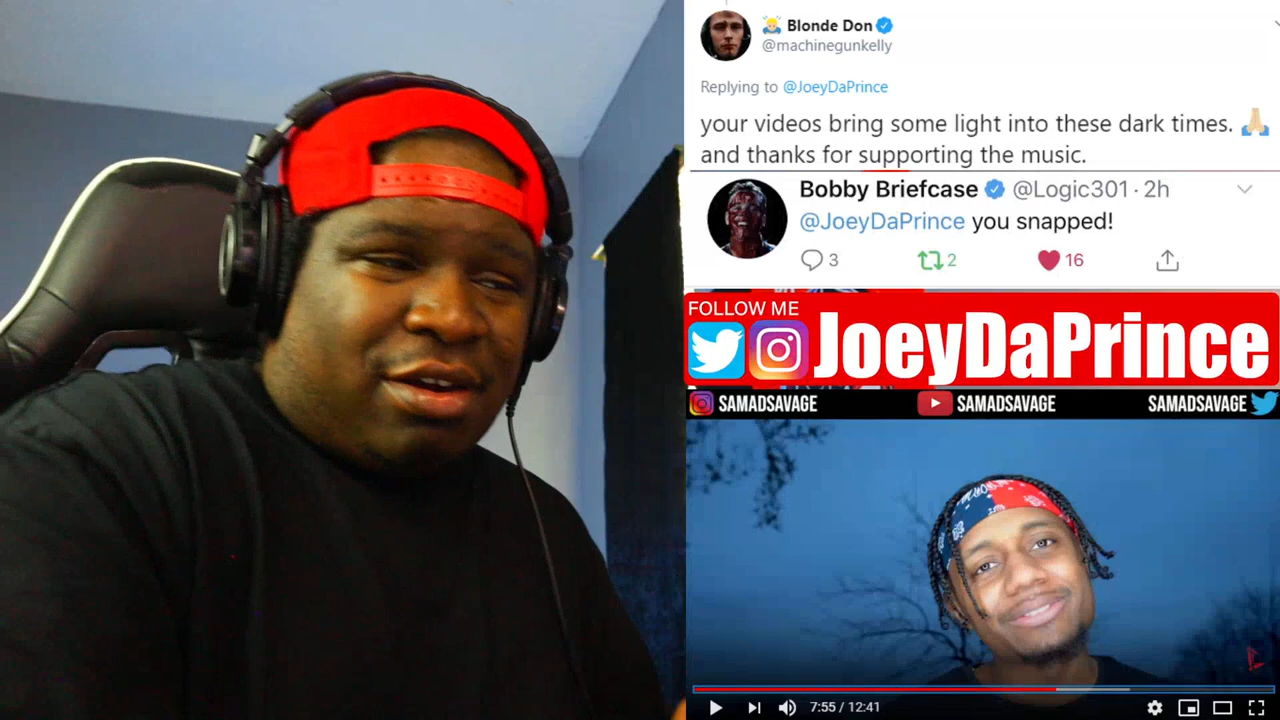 Blonde Don
@machinegunkelly
Replying to @JoeyDaPrince
your videos bring some light into these dark times.
and thanks for supporting the music.
Bobby Briefcase @Logic301 · 2h
@JoeyDaPrince you snapped!
3 2 16
FOLLOW ME
JoeyDaPrince
SAMADSAVAGE SAMADSAVAGE SAMADSAVAGE
7:55 / 12:41